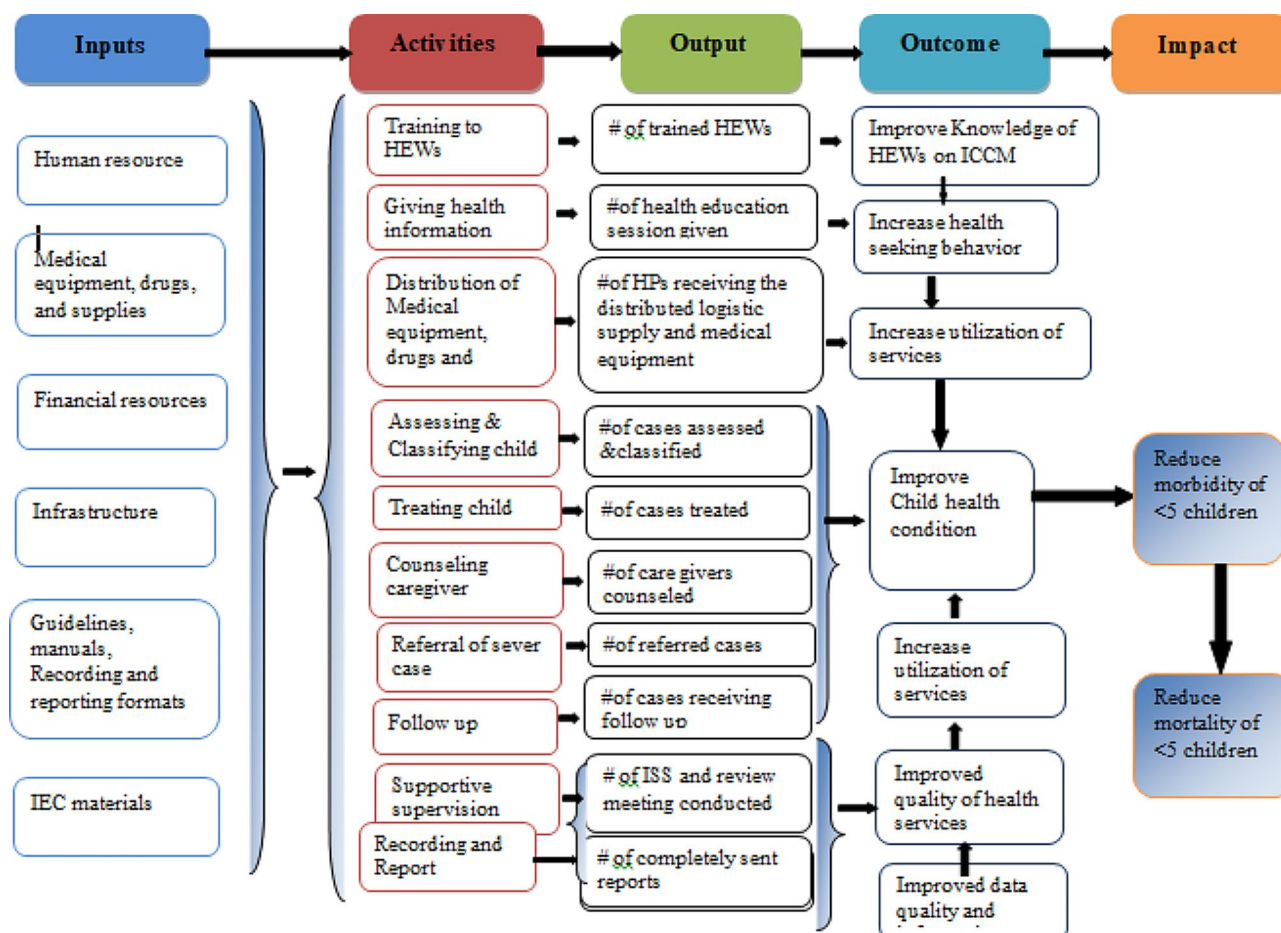 Inputs
Activities
Output
Outcome
Impact
Human resource
Medical
equipment, drugs,
and supplies
Financial resources
Infrastructure
Guidelines,
manuals,
Recording and
reporting formats
IEC materials
Training to
HEWs
Giving health
information
Distribution of
Medical
equipment,
drugs and
Assessing &
Classifying child
Treating child
Counseling
caregiver
Referral of sever
case
Follow up
Supportive
supervision
Recording and
Report
# of trained HEWs
#of health education
session given
#of HPs receiving the
distributed logistic
supply and medical
equipment
#of cases assessed
&classified
#of cases treated
#of care givers
counseled
#of referred cases
#of cases receiving
follow up
# of ISS and review
meeting conducted
# of completely sent
reports
Improve Knowledge of
HEWs on ICCM
Increase health
seeking behavior
Increase utilization of
services
Improve
Child health
condition
Increase
utilization of
services
Improved
quality of health
services
Improved data
quality and
Reduce
morbidity of
<5 children
Reduce
mortality of
<5 children